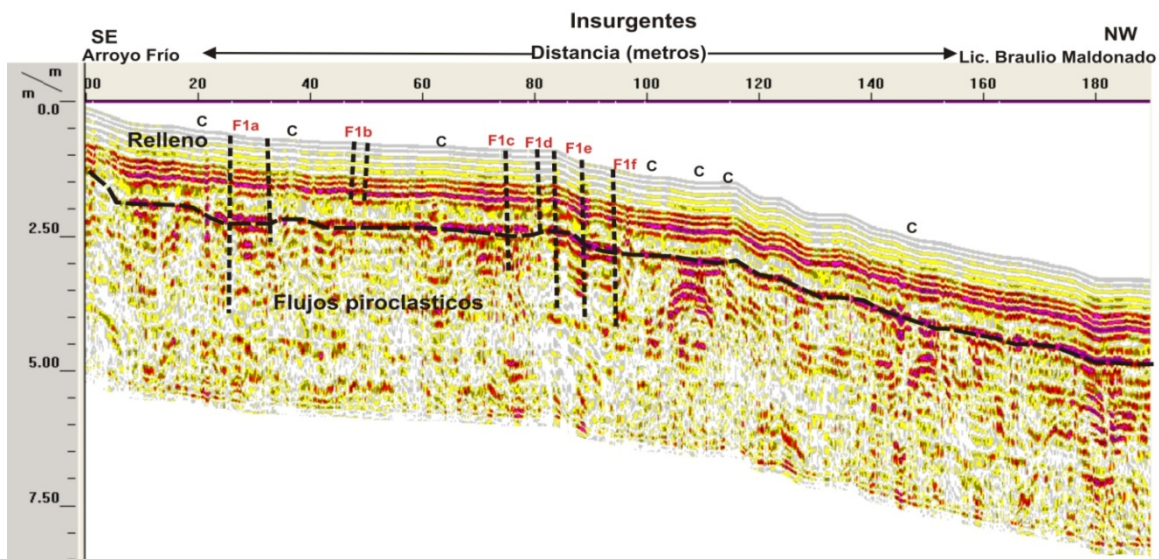 Insurgentes
SE NW
Arroyo Frío Distancia (metros) Lic. Braulio Maldonado
m
m 00 20 40 60 80 100 120 140 160 180
0.0
C F1a C F1b C F1c F1d F1e F1f C C C
Relleno
C
2.50
Flujos piroclasticos
5.00
7.50